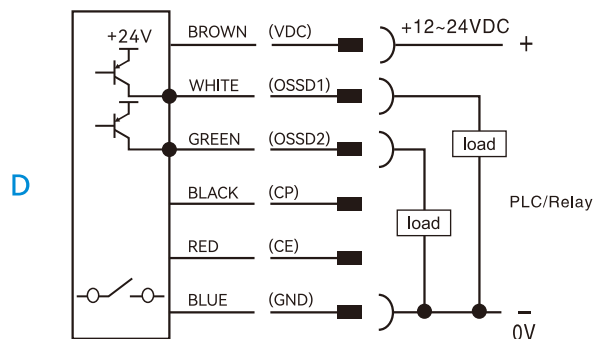 +24V
BROWN (VDC) +12~24VDC +
WHITE (OSSD1)
load
GREEN (OSSD2)
D
BLACK (CP)
PLC/Relay
load
RED (CE)
BLUE (GND) −
0V